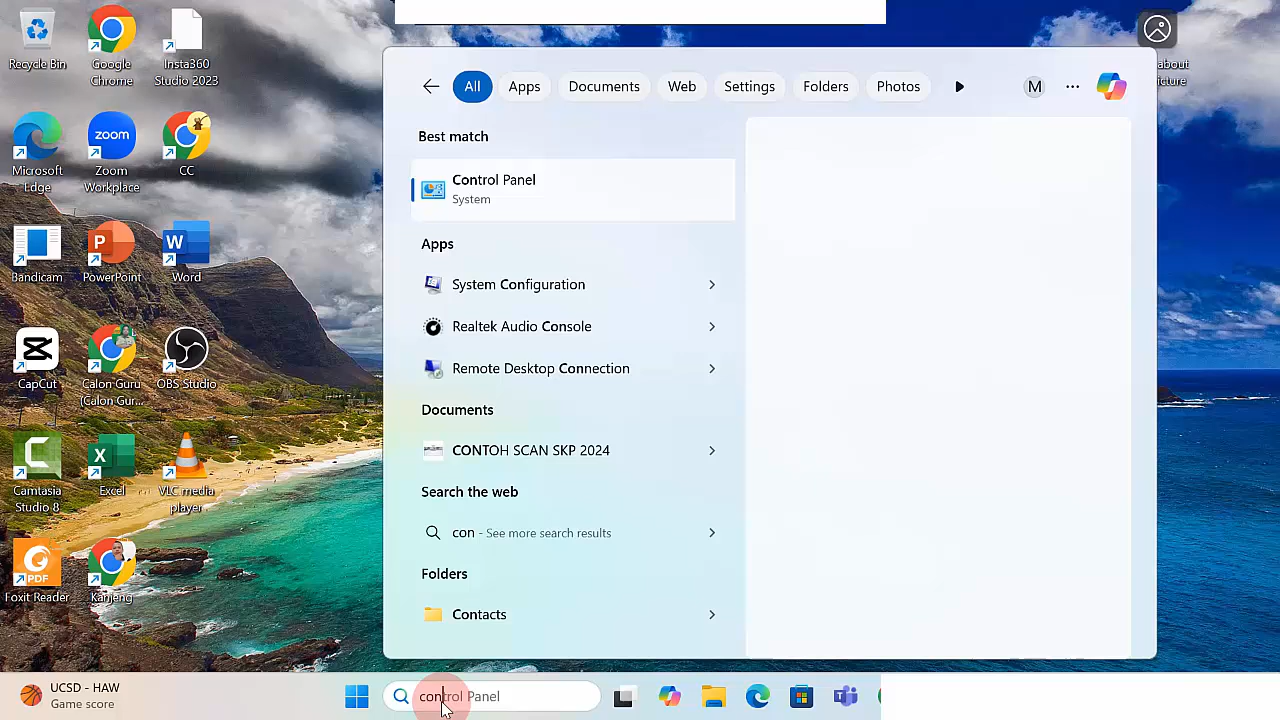 Recycle Bin
Google
Chrome
Insta360
Studio 2023
Microsoft
Edge
zoom
Zoom
Workplace
CC
Bandicam
PowerPoint
Word
CapCut
Calon Guru
(Calon Gur...
OBS Studio
Camtasia
Studio 8
Excel
VLC media
player
PDF
Foxit Reader
Kanjeng
about
picture
All
Apps
Documents
Web
Settings
Folders
Photos
M
Best match
Control Panel
System
Apps
System Configuration
Realtek Audio Console
Remote Desktop Connection
Documents
CONTOH SCAN SKP 2024
Search the web
con - See more search results
Folders
Contacts
UCSD - HAW
Game score
control Panel